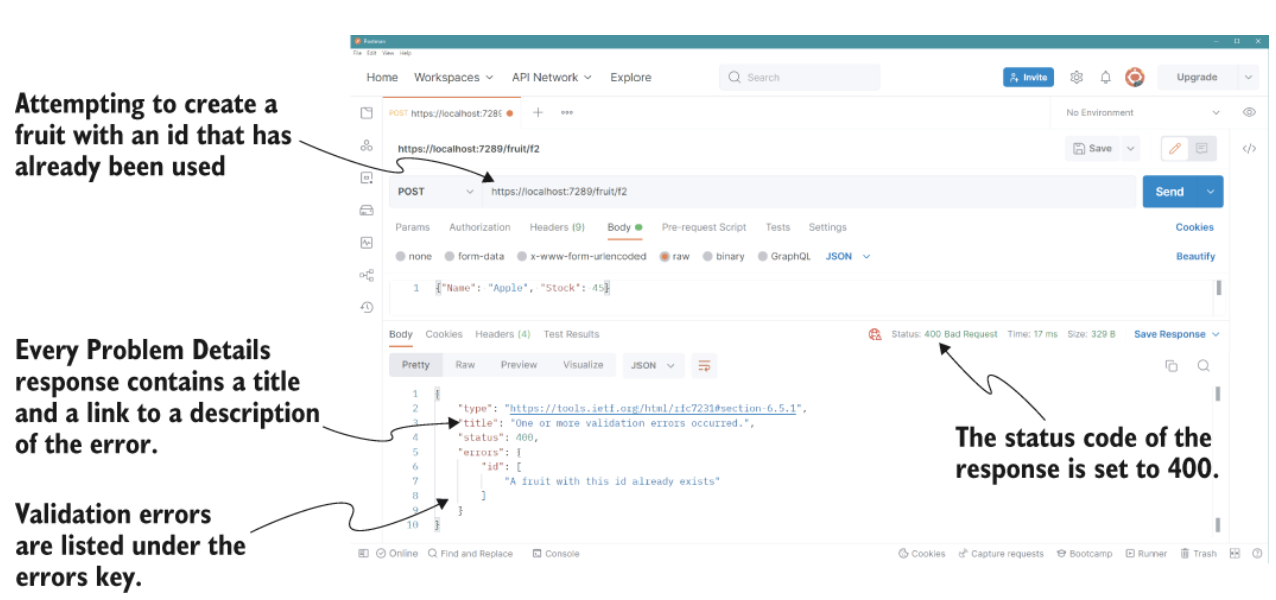 Postman
File Edit View Help
Home Workspaces API Network Explore Search Invite Upgrade
POST https://localhost:728 No Environment
Attempting to create a
fruit with an id that has
already been used
https://localhost:7289/fruit/f2 Save
POST https://localhost:7289/fruit/f2 Send
Params Authorization Headers (9) Body Pre-request Script Tests Settings Cookies
none form-data x-www-form-urlencoded raw binary GraphQL JSON Beautify
1 {"Name": "Apple", "Stock": 45}
Body Cookies Headers (4) Test Results Status: 400 Bad Request Time: 17 ms Size: 329 B Save Response
Pretty Raw Preview Visualize JSON
Every Problem Details
response contains a title
and a link to a description
of the error.
1 {
2 "type": "https://tools.ietf.org/html/rfc7231#section-6.5.1",
3 "title": "One or more validation errors occurred.",
4 "status": 400,
5 "errors": {
6 "id": [
7 "A fruit with this id already exists"
8 ]
9 }
10 }
The status code of the
response is set to 400.
Validation errors
are listed under the
errors key.
Online Find and Replace Console Cookies Capture requests Bootcamp Runner Trash